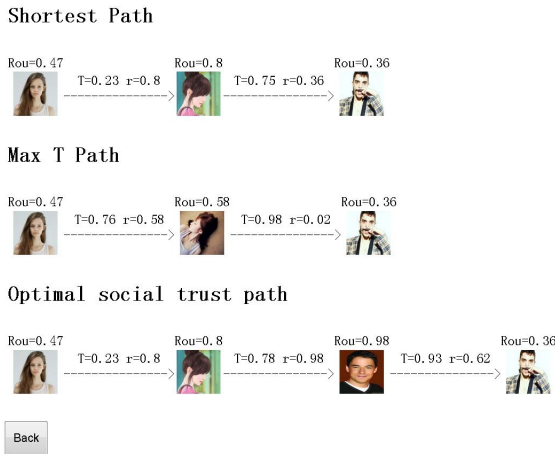 Shortest Path
Rou=0.47 Rou=0.8 Rou=0.36
T=0.23 r=0.8 T=0.75 r=0.36
Max T Path
Rou=0.47 Rou=0.58 Rou=0.36
T=0.76 r=0.58 T=0.98 r=0.02
Optimal social trust path
Rou=0.47 Rou=0.8 Rou=0.98 Rou=0.36
T=0.23 r=0.8 T=0.78 r=0.98 T=0.93 r=0.62
Back